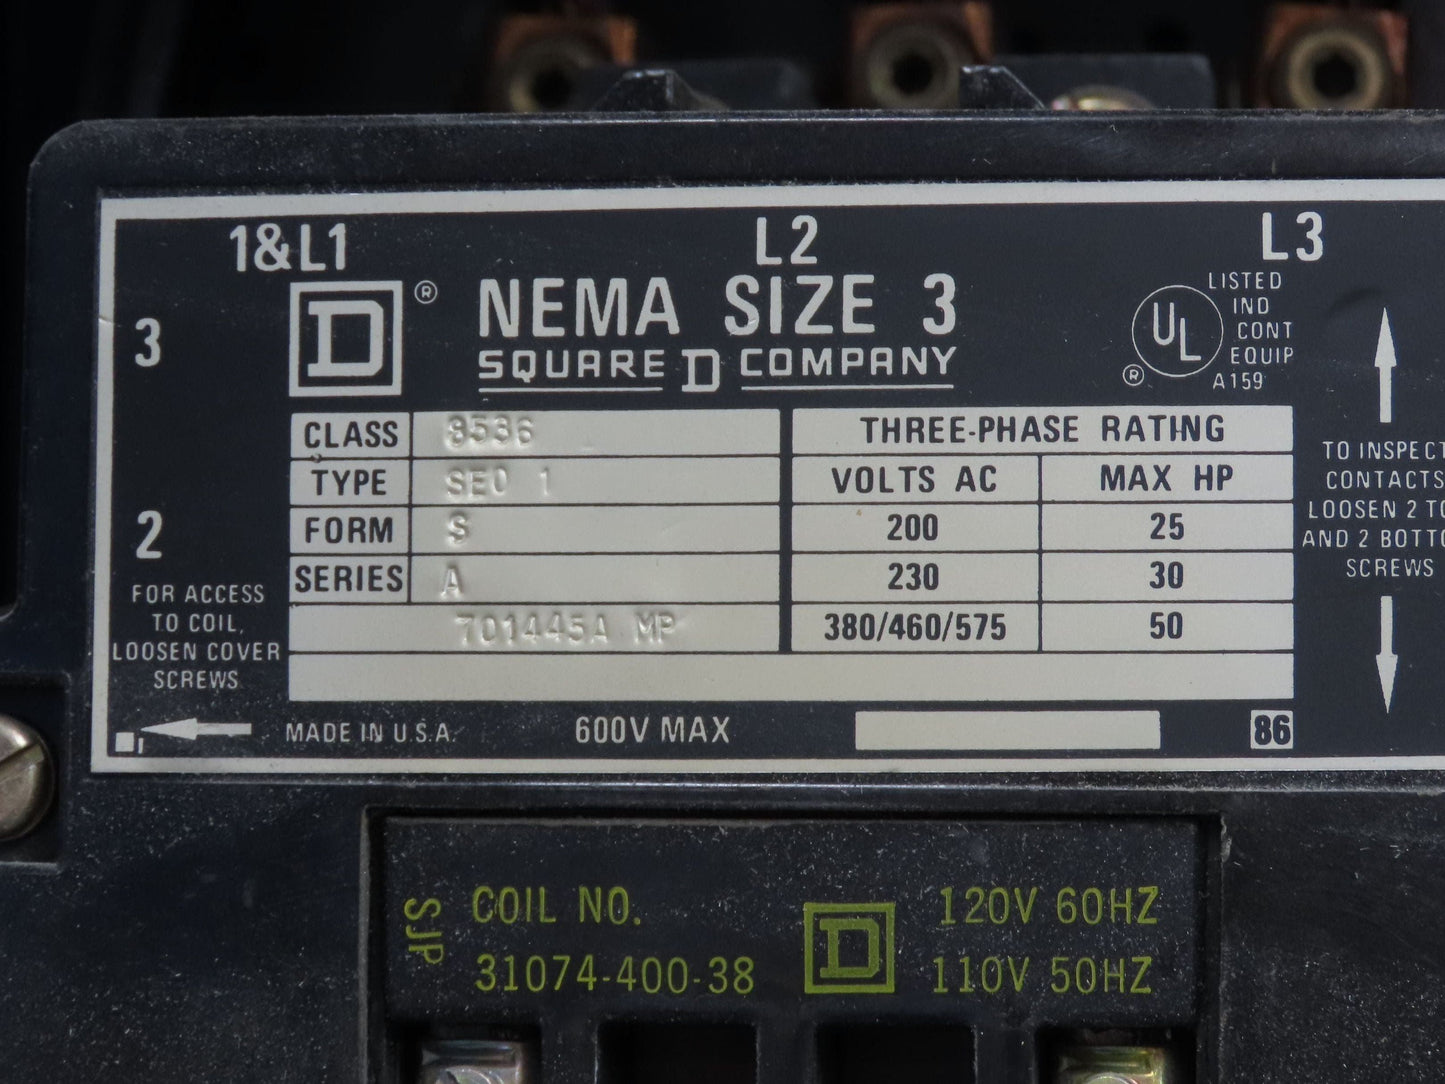 1&L1 L2 L3
D ® NEMA SIZE 3
SQUARE D COMPANY
UL ® LISTED
IND
CONT
EQUIP
A159
3
2
FOR ACCESS
TO COIL,
LOOSEN COVER
SCREWS
CLASS 8536
TYPE SEO 1
FORM S
SERIES A
701445A MP
THREE-PHASE RATING
VOLTS AC MAX HP
200 25
230 30
380/460/575 50
TO INSPECT
CONTACTS
LOOSEN 2
AND 2
SCREWS
MADE IN U.S.A. 600V MAX 86
SJP
COIL NO. 120V 60HZ
31074-400-38 D 110V 50HZ